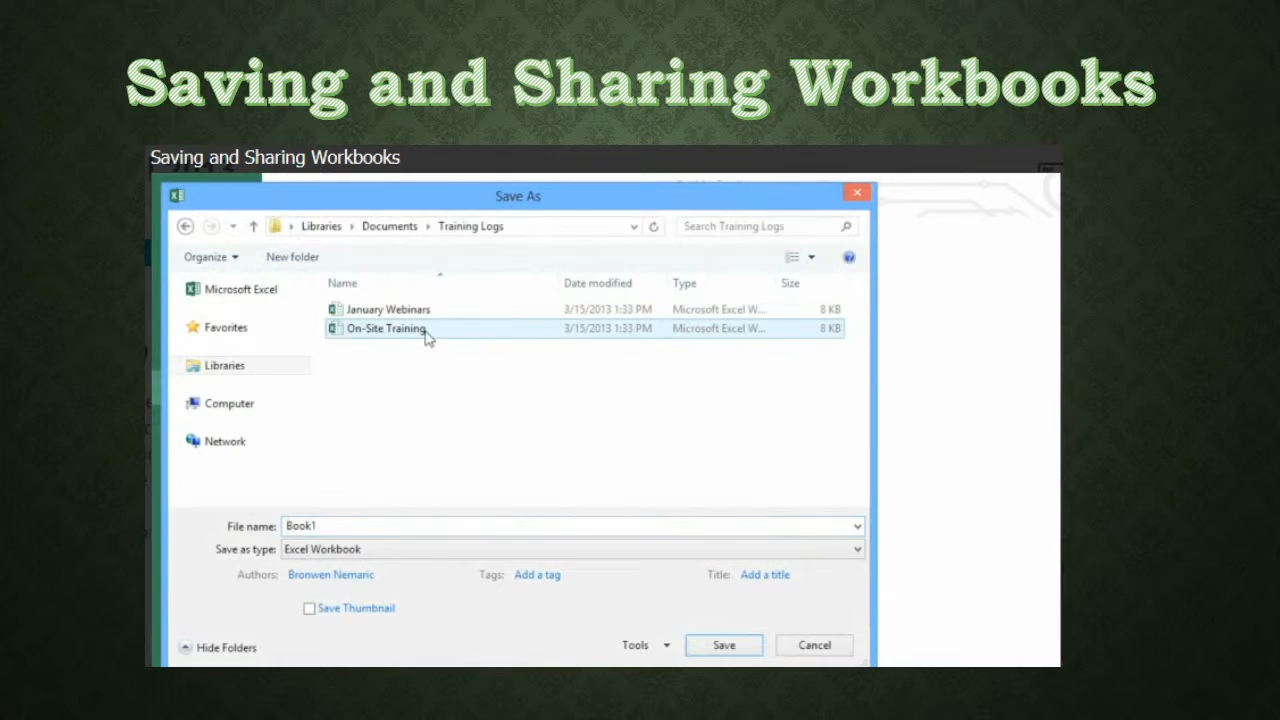 Saving and Sharing Workbooks
Saving and Sharing Workbooks
Save As
Libraries Documents Training Logs
Search Training Logs
Organize New folder
Name Date modified Type Size
Microsoft Excel
January Webinars 3/15/2013 1:33 PM Microsoft Excel W... 8 KB
On-Site Training 3/15/2013 1:33 PM Microsoft Excel W... 8 KB
Favorites
Libraries
Computer
Network
File name: Book1
Save as type: Excel Workbook
Authors: Bronwen Nemaric Tags: Add a tag Title: Add a title
Save Thumbnail
Hide Folders Tools Save Cancel